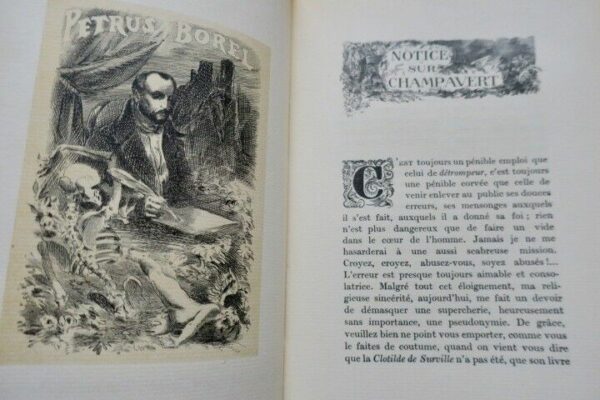 PETRUS BOREL
NOTICE
SUR
CHAMPAVERT
C'EST toujours un pénible emploi que
celui de détrompeur, c'est toujours
une pénible corvée que celle de
venir enlever au public ses douces
erreurs, ses mensonges auxquels
il s'est fait, auxquels il a donné sa foi ; rien
n'est plus dangereux que de faire un vide
dans le cœur de l'homme. Jamais je ne me
hasarderai à une aussi scabreuse mission.
Croyez, croyez, abusez-vous, soyez abusés !...
L'erreur est presque toujours aimable et conso-
latrice. Malgré tout cet éloignement, ma re-
ligieuse sincérité, aujourd'hui, me fait un devoir
de démasquer une supercherie, heureusement
sans importance, une pseudonymie. De grâce,
veuillez bien ne point vous emporter, comme vous
le faites de coutume, quand on vient vous dire
que la Clotilde de Surville n'a pas été, que son livre